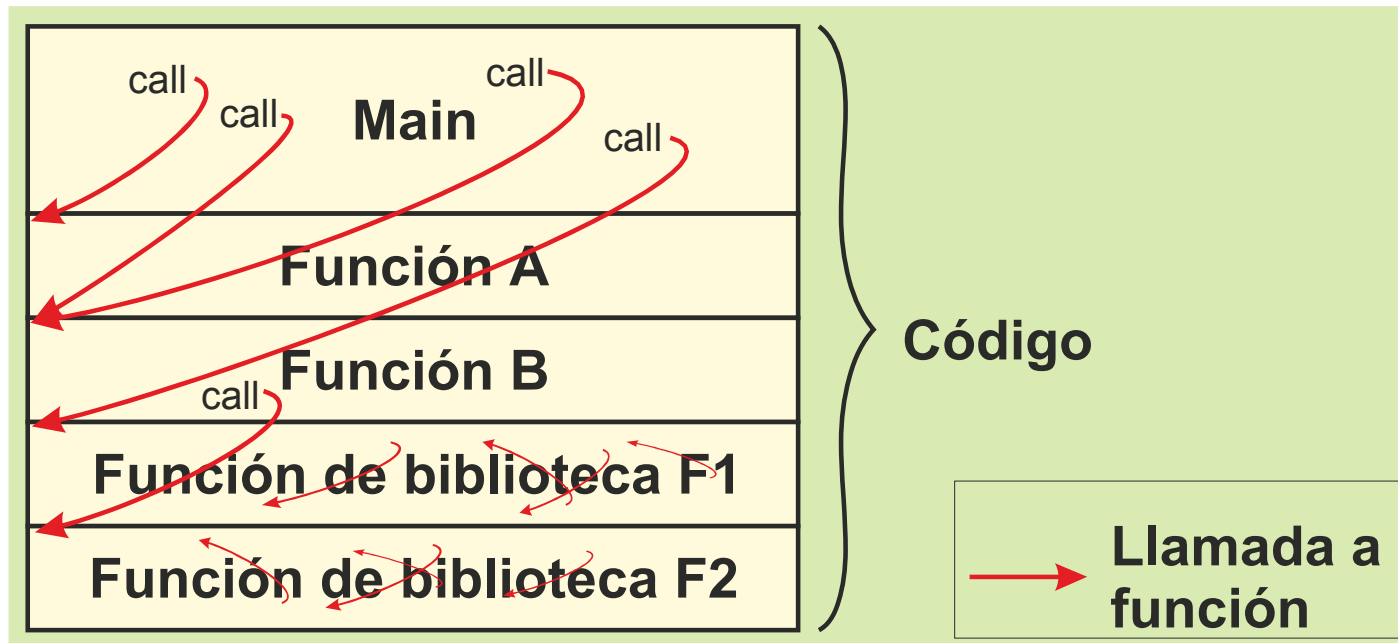 call
call
call
call
Main
Función A
Función B
call
Función de biblioteca F1
Función de biblioteca F2
Código
Llamada a
función